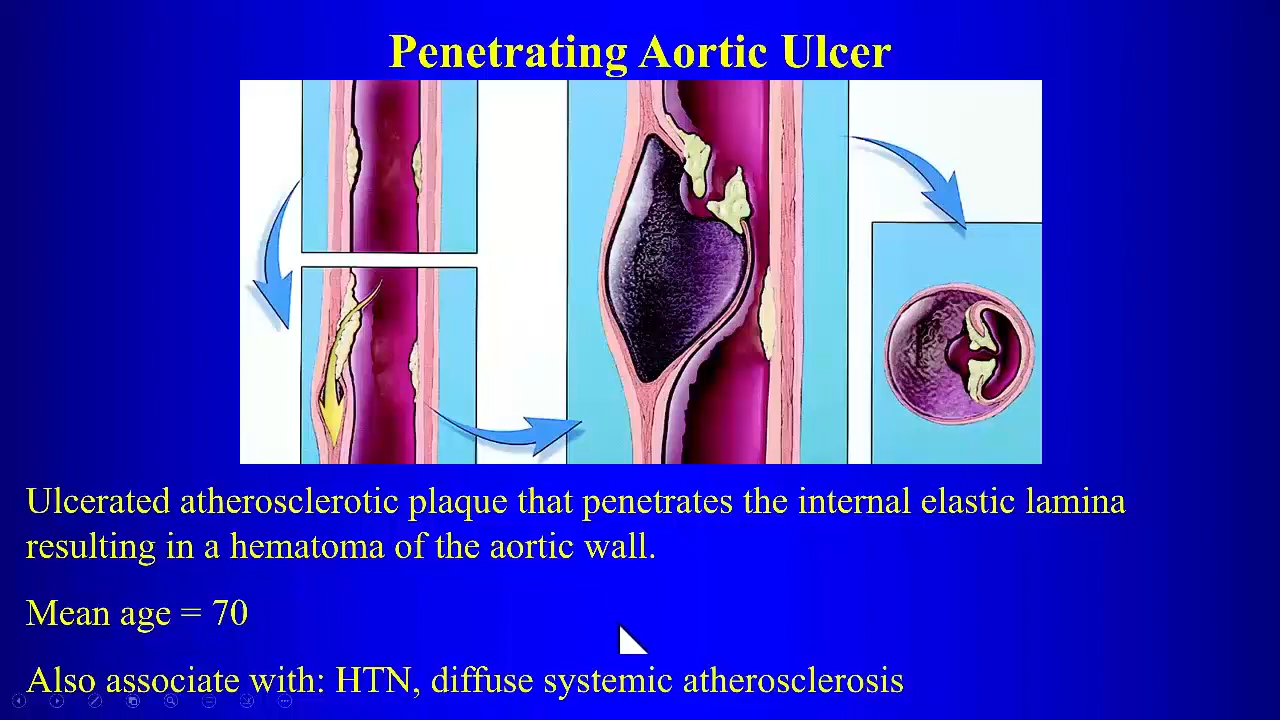 Penetrating Aortic Ulcer
Ulcerated atherosclerotic plaque that penetrates the internal elastic lamina
resulting in a hematoma of the aortic wall.
Mean age = 70
Also associate with: HTN, diffuse systemic atherosclerosis